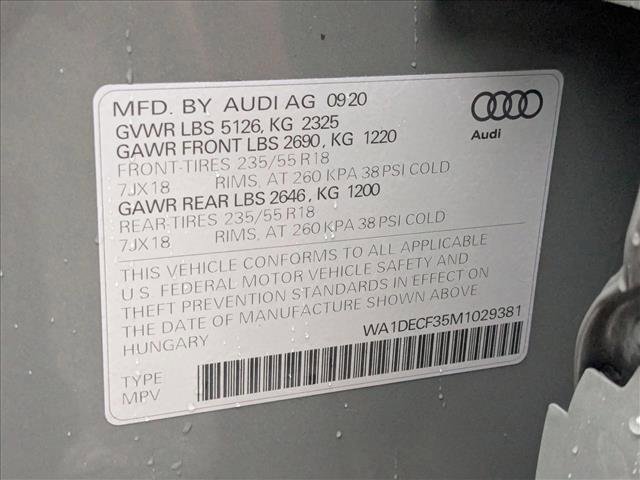 MFD. BY AUDI AG 0920
GVWR LBS 5126, KG 2325
GAWR FRONT LBS 2690, KG 1220
FRONT-TIRES 235/55 R18
7JX18 RIMS, AT 260 KPA 38 PSI COLD
GAWR REAR LBS 2646, KG 1200
REAR-TIRES 235/55 R18
7JX18 RIMS, AT 260 KPA 38 PSI COLD
THIS VEHICLE CONFORMS TO ALL APPLICABLE
U.S. FEDERAL MOTOR VEHICLE SAFETY AND
THEFT PREVENTION STANDARDS IN EFFECT ON
THE DATE OF MANUFACTURE SHOWN ABOVE
HUNGARY WA1DECF35M1029381
TYPE
MPV
Audi